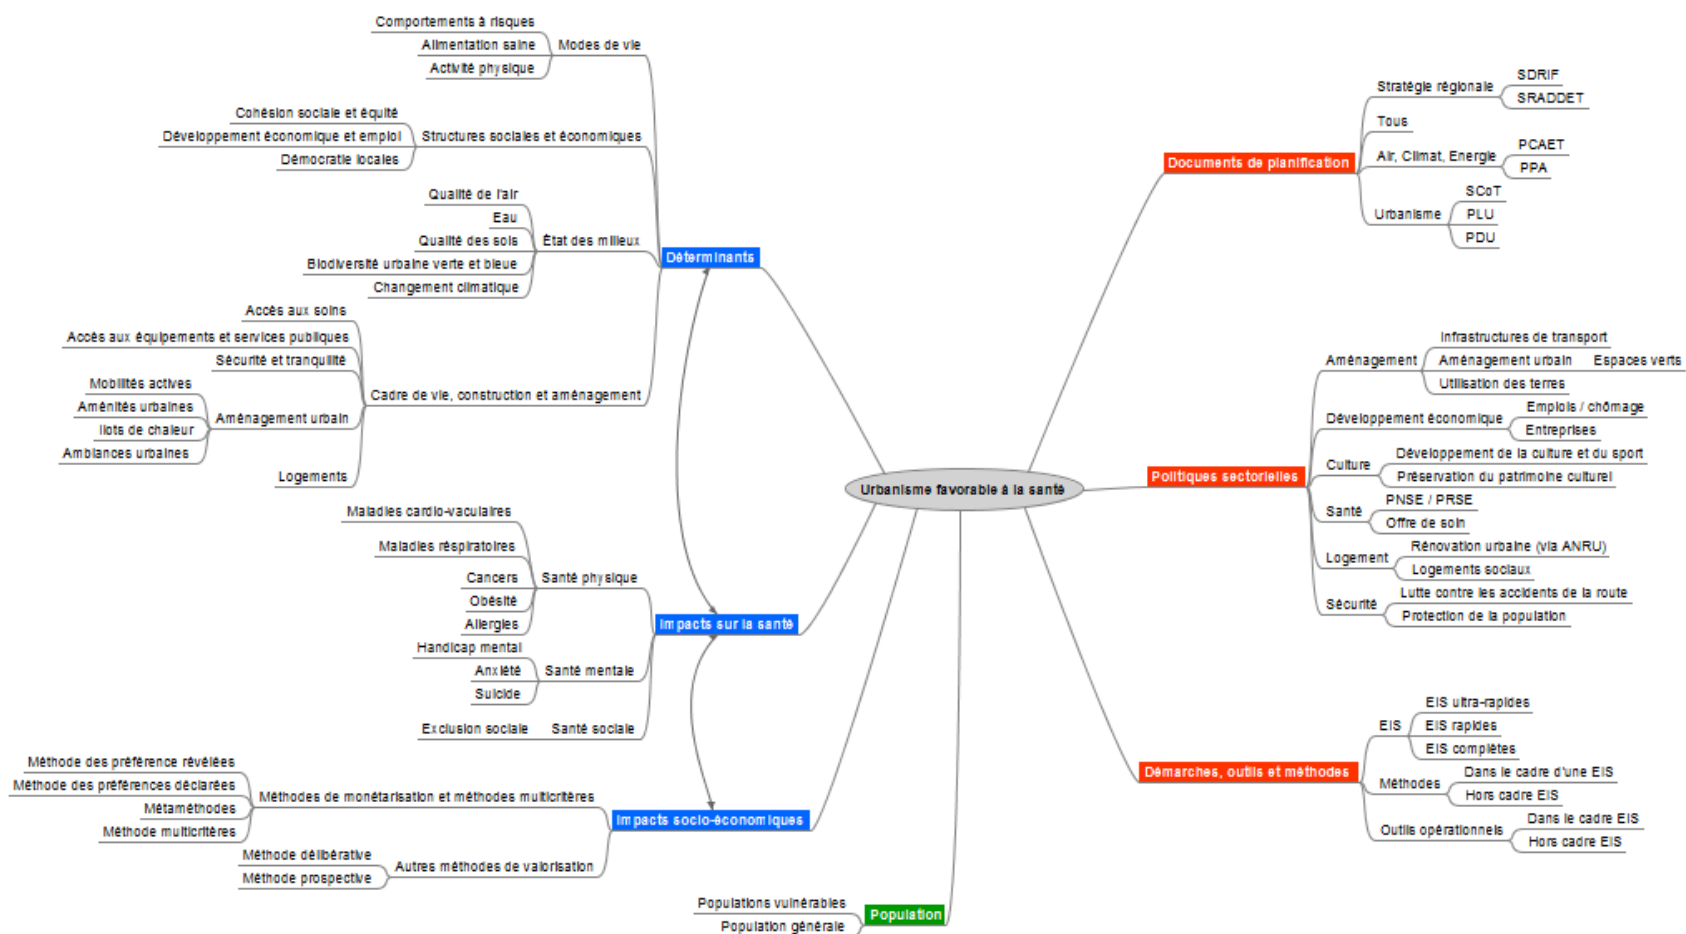 Urbanisme favorable à la santé
Déterminants
Modes de vie
Comportements à risques
Alimentation saine
Activité physique
Structures sociales et économiques
Cohésion sociale et équité
Développement économique et emploi
Démocratie locales
État des milieux
Qualité de l'air
Eau
Qualité des sols
Biodiversité urbaine verte et bleue
Changement climatique
Cadre de vie, construction et aménagement
Accès aux soins
Accès aux équipements et services publiques
Sécurité et tranquilité
Aménagement urbain
Mobilités actives
Aménités urbaines
Ilots de chaleur
Ambiances urbaines
Logements
Impacts sur la santé
Santé physique
Maladies cardio-vaculaires
Maladies réspiratoires
Cancers
Obésité
Allergies
Santé mentale
Handicap mental
Anxiété
Suicide
Santé sociale
Exclusion sociale
Impacts socio-économiques
Méthodes de monétarisation et méthodes multicritères
Méthode des préférence révélées
Méthode des préférences déclarées
Métaméthodes
Méthode multicritères
Autres méthodes de valorisation
Méthode délibérative
Méthode prospective
Population
Populations vulnérables
Population générale
Documents de planification
Stratégie régionale
SDRIF
SRADDET
Tous
Air, Climat, Energie
PCAET
PPA
Urbanisme
SCoT
PLU
PDU
Politiques sectorielles
Aménagement
Infrastructures de transport
Aménagement urbain
Espaces verts
Utilisation des terres
Développement économique
Emplois / chômage
Entreprises
Culture
Développement de la culture et du sport
Préservation du patrimoine culturel
Santé
PNSE / PRSE
Offre de soin
Logement
Rénovation urbaine (via ANRU)
Logements sociaux
Sécurité
Lutte contre les accidents de la route
Protection de la population
Démarches, outils et méthodes
EIS
EIS ultra-rapides
EIS rapides
EIS complètes
Méthodes
Dans le cadre d'une EIS
Hors cadre EIS
Outils opérationnels
Dans le cadre EIS
Hors cadre EIS